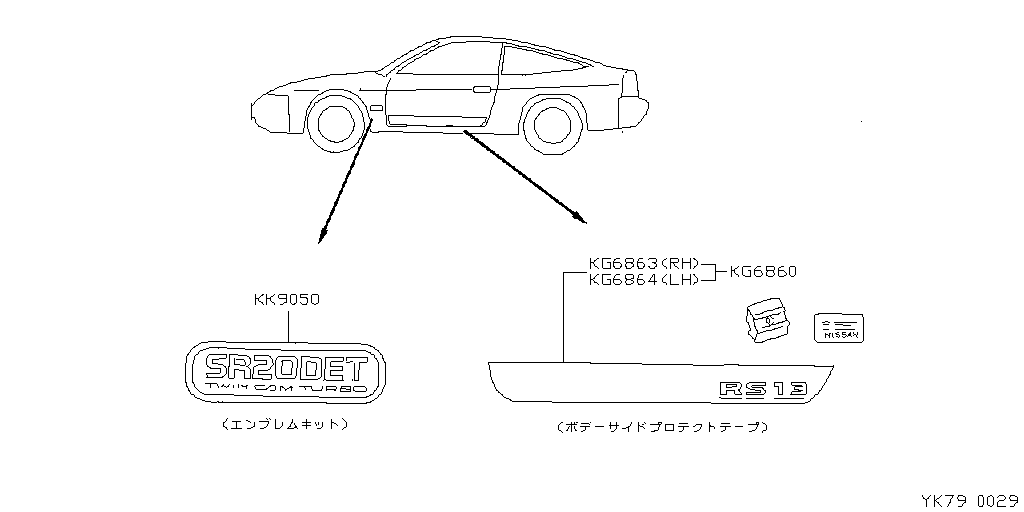 KG6863(RH)
KG6864(LH)
KG6860
KK9050
NISSAN
SR20DET
TWIN CAM TURBO
RS13
(エンブレムキット)
(ボデーサイドプロテクトテープ)
YK79 0029